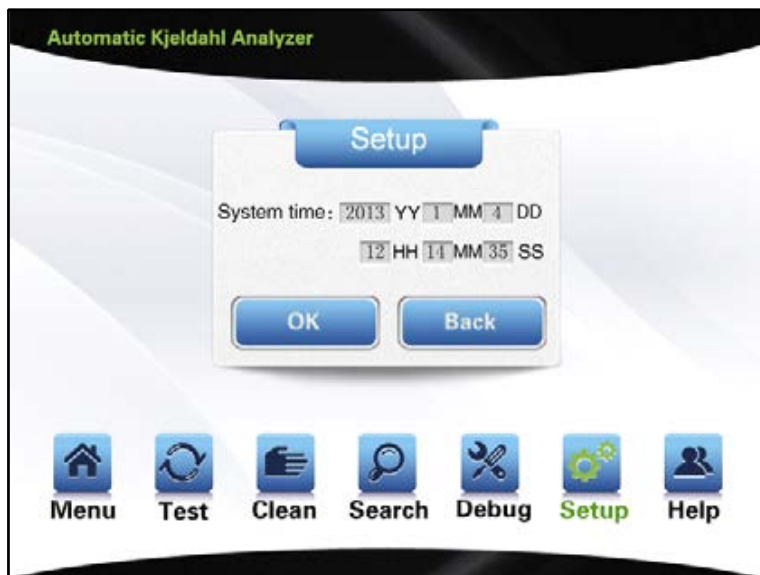 Automatic Kjeldahl Analyzer
Setup
System time: 2013 YY 1 MM 4 DD
12 HH 14 MM 35 SS
OK Back
Menu Test Clean Search Debug Setup Help